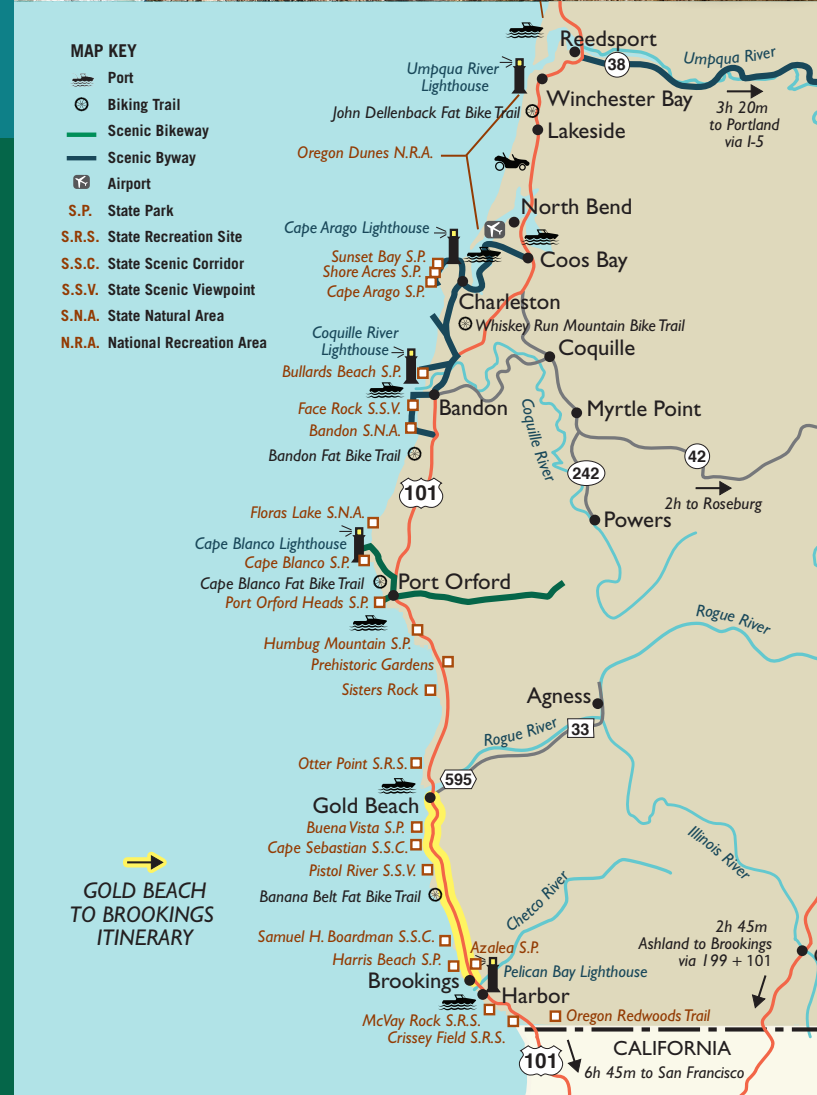 MAP KEY
Port
Biking Trail
Scenic Bikeway
Scenic Byway
Airport
S.P. State Park
S.R.S. State Recreation Site
S.S.C. State Scenic Corridor
S.S.V. State Scenic Viewpoint
S.N.A. State Natural Area
N.R.A. National Recreation Area
Reedsport
38
Umpqua River
Umpqua River
Lighthouse
Winchester Bay
3h 20m
to Portland
via I-5
John Dellenback Fat Bike Trail
Lakeside
Oregon Dunes N.R.A.
North Bend
Cape Arago Lighthouse
Sunset Bay S.P.
Shore Acres S.P.
Cape Arago S.P.
Coos Bay
Charleston
Whiskey Run Mountain Bike Trail
Coquille River
Lighthouse
Coquille
Bullards Beach S.P.
Face Rock S.S.V.
Bandon
Myrtle Point
Coquille River
Bandon S.N.A.
Bandon Fat Bike Trail
42
242
101
2h to Roseburg
Floras Lake S.N.A.
Powers
Cape Blanco Lighthouse
Cape Blanco S.P.
Cape Blanco Fat Bike Trail
Port Orford
Port Orford Heads S.P.
Rogue River
Humbug Mountain S.P.
Prehistoric Gardens
Sisters Rock
Agness
Rogue River
33
Otter Point S.R.S.
595
Gold Beach
Buena Vista S.P.
Cape Sebastian S.S.C.
Pistol River S.S.V.
Banana Belt Fat Bike Trail
GOLD BEACH
TO BROOKINGS
ITINERARY
Illinois River
Chetco River
2h 45m
Ashland to Brookings
via 199 + 101
Samuel H. Boardman S.S.C.
Azalea S.P.
Harris Beach S.P.
Pelican Bay Lighthouse
Brookings
Harbor
McVay Rock S.R.S.
Oregon Redwoods Trail
Crissey Field S.R.S.
CALIFORNIA
101
6h 45m to San Francisco